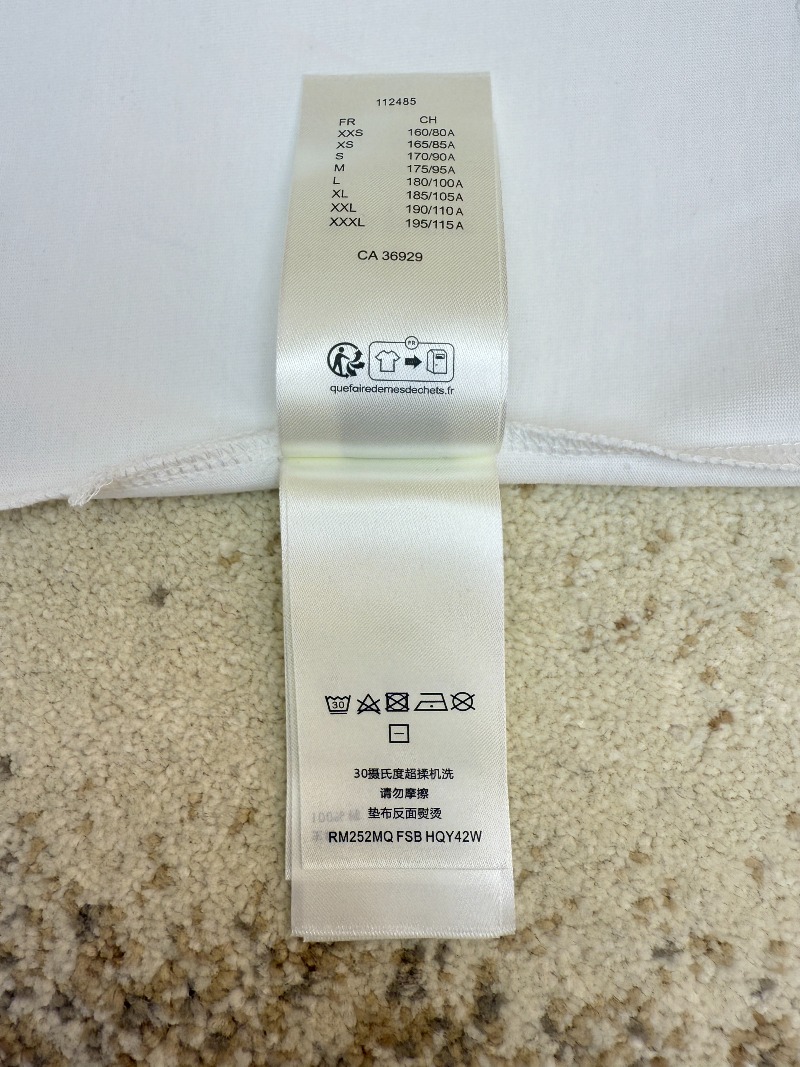 112485
FR CH
XXS 160/80A
XS 165/85A
S 170/90A
M 175/95A
L 180/100A
XL 185/105A
XXL 190/110A
XXXL 195/115A
CA 36929
FR
quefairedemesdechets.fr
30
30摄氏度超揉机洗
请勿摩擦
垫布反面熨烫
RM252MQ FSB HQY42W